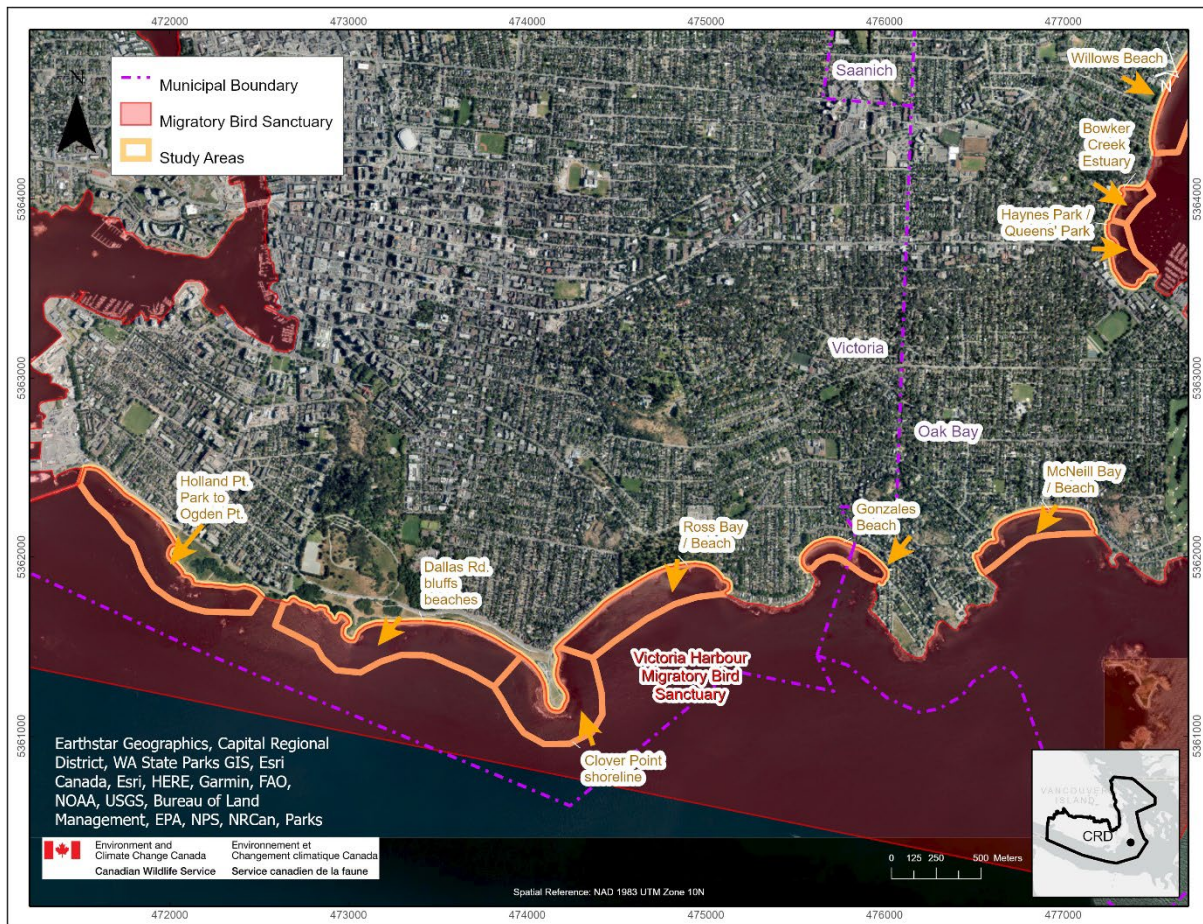 472000 473000 474000 475000 476000 477000
N
Municipal Boundary
Migratory Bird Sanctuary
Study Areas
Saanich
Willows Beach
N
Bowker
Creek
Estuary
Haynes Park /
Queens' Park
5364000
5364000
Victoria
5363000
5363000
Oak Bay
Holland Pt.
Park to
Ogden Pt.
McNeill Bay
/ Beach
Gonzales
Beach
Ross Bay
/ Beach
Dallas Rd.
bluffs
beaches
5362000
5362000
Victoria Harbour
Migratory Bird
Sanctuary
5361000
5361000
Clover Point
shoreline
Earthstar Geographics, Capital Regional
District, WA State Parks GIS, Esri
Canada, Esri, HERE, Garmin, FAO,
NOAA, USGS, Bureau of Land
Management, EPA, NPS, NRCan, Parks
Environment and
Climate Change Canada
Canadian Wildlife Service
Environnement et
Changement climatique Canada
Service canadien de la faune
0 125 250 500 Meters
VANCOUVER
ISLAND
CRD
Spatial Reference: NAD 1983 UTM Zone 10N
472000 473000 474000 475000 476000 477000